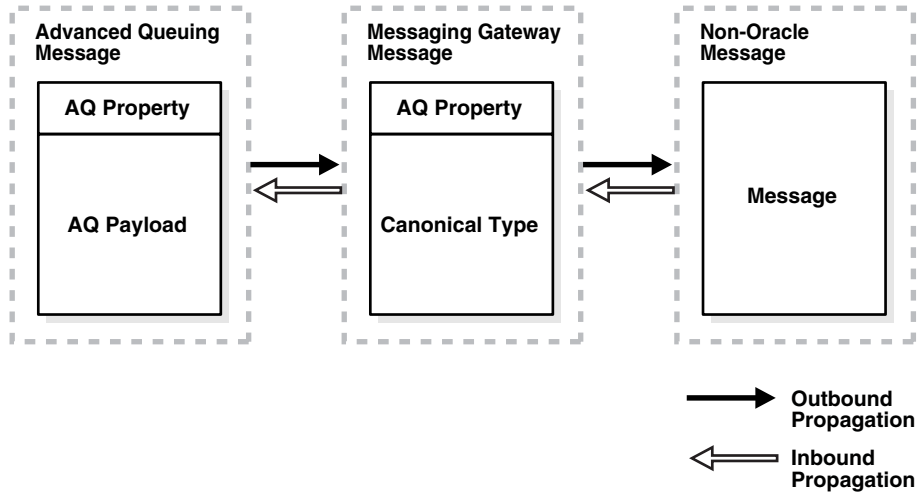 Advanced Queuing
Message
AQ Property
AQ Payload
Messaging Gateway
Message
AQ Property
Canonical Type
Non-Oracle
Message
Message
Outbound
Propagation
Inbound
Propagation